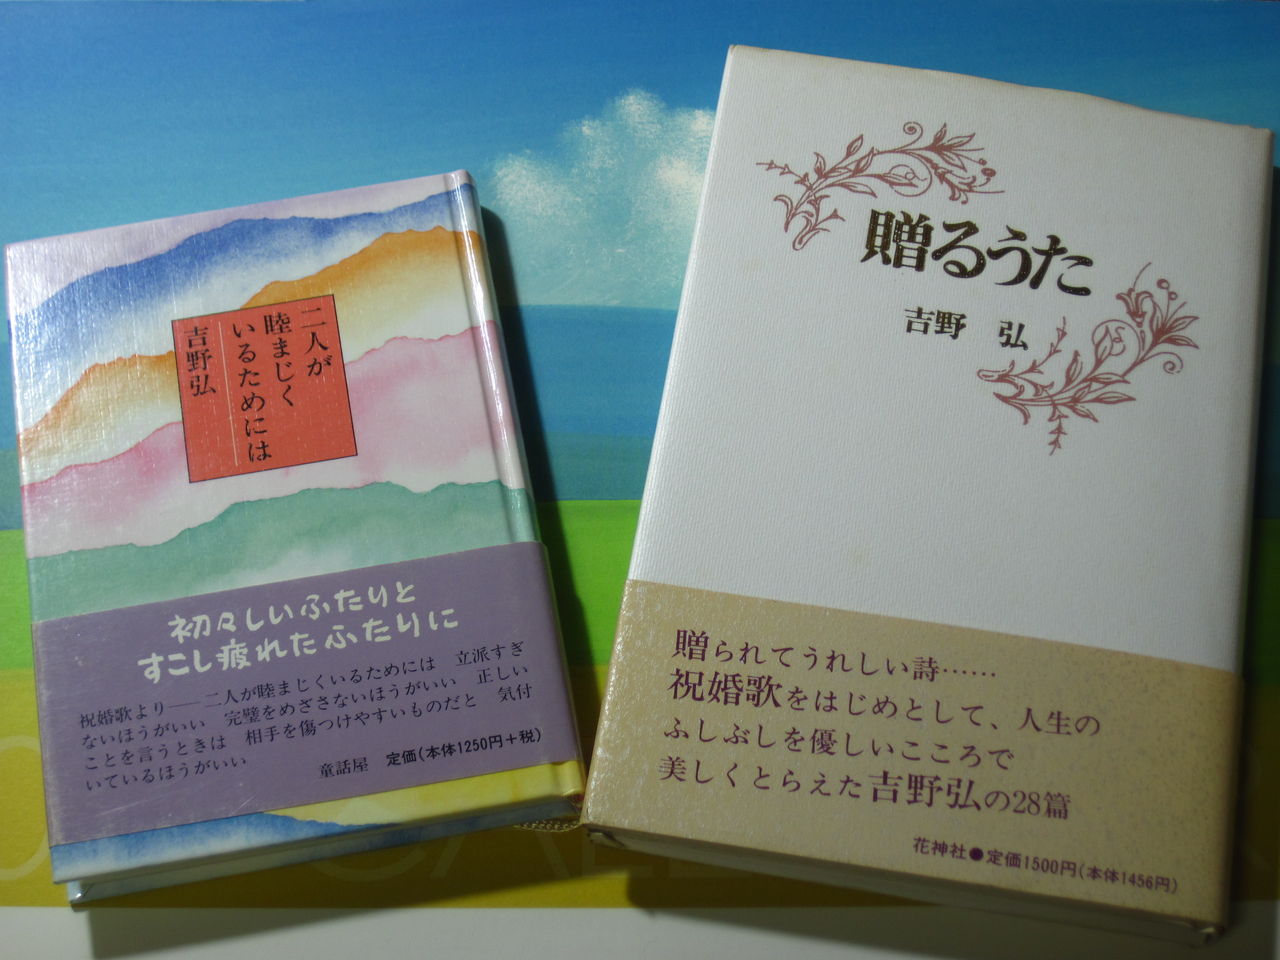 二人が
睦まじく
いるためには
吉野弘
初々しいふたりと
すこし疲れたふたりに
祝婚歌より──二人が睦まじくいるためには　立派すぎ
ないほうがいい　完璧をめざさないほうがいい　正しい
ことを言うときは　相手を傷つけやすいものだと　気付
いているほうがいい
童話屋　定価(本体1250円+税)
贈るうた
吉野　弘
贈られてうれしい詩……
祝婚歌をはじめとして、人生の
ふしぶしを優しいこころで
美しくとらえた吉野弘の28篇
花神社●定価1500円(本体1456円)